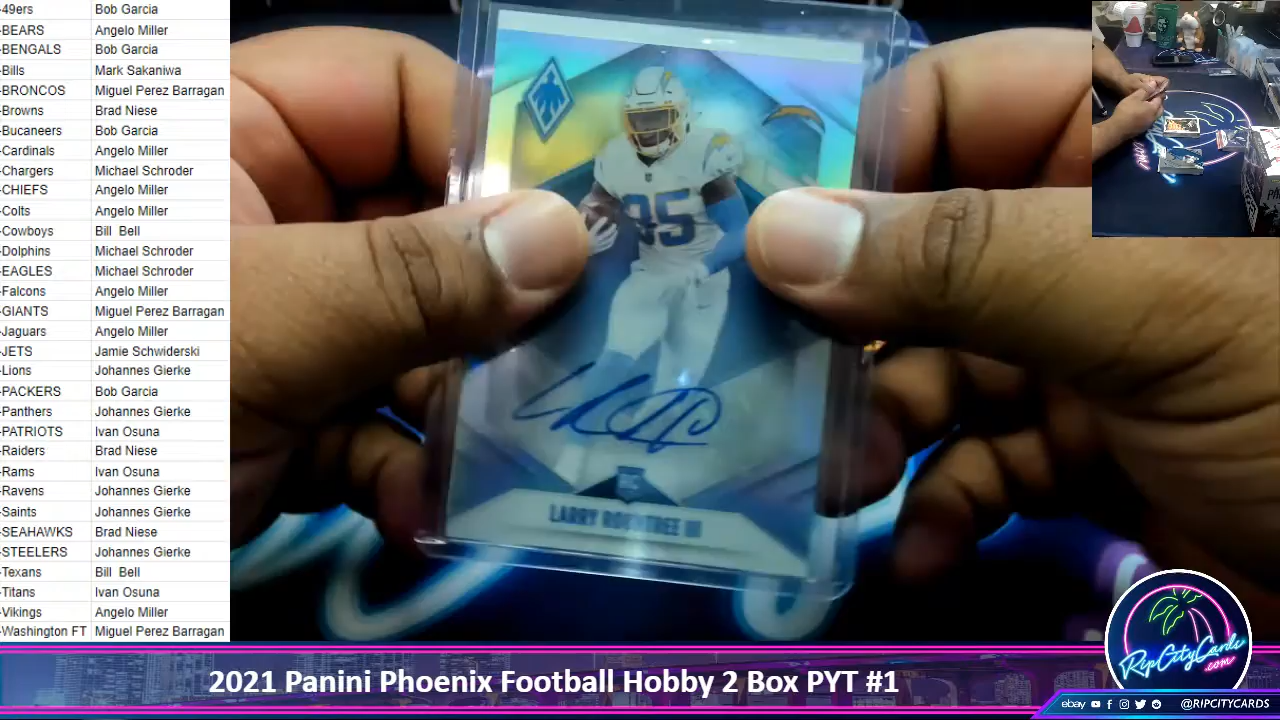 -49ers Bob Garcia
-BEARS Angelo Miller
-BENGALS Bob Garcia
-Bills Mark Sakaniwa
-BRONCOS Miguel Perez Barragan
-Browns Brad Niese
-Bucaneers Bob Garcia
-Cardinals Angelo Miller
-Chargers Michael Schroder
-CHIEFS Angelo Miller
-Colts Angelo Miller
-Cowboys Bill Bell
-Dolphins Michael Schroder
-EAGLES Michael Schroder
-Falcons Angelo Miller
-GIANTS Miguel Perez Barragan
-Jaguars Angelo Miller
-JETS Jamie Schwiderski
-Lions Johannes Gierke
-PACKERS Bob Garcia
-Panthers Johannes Gierke
-PATRIOTS Ivan Osuna
-Raiders Brad Niese
-Rams Ivan Osuna
-Ravens Johannes Gierke
-Saints Johannes Gierke
-SEAHAWKS Brad Niese
-STEELERS Johannes Gierke
-Texans Bill Bell
-Titans Ivan Osuna
-Vikings Angelo Miller
-Washington FT Miguel Perez Barragan
35
LARRY ROUNTREE III
RipCityCards
.com
2021 Panini Phoenix Football Hobby 2 Box PYT #1
ebay @RIPCITYCARDS